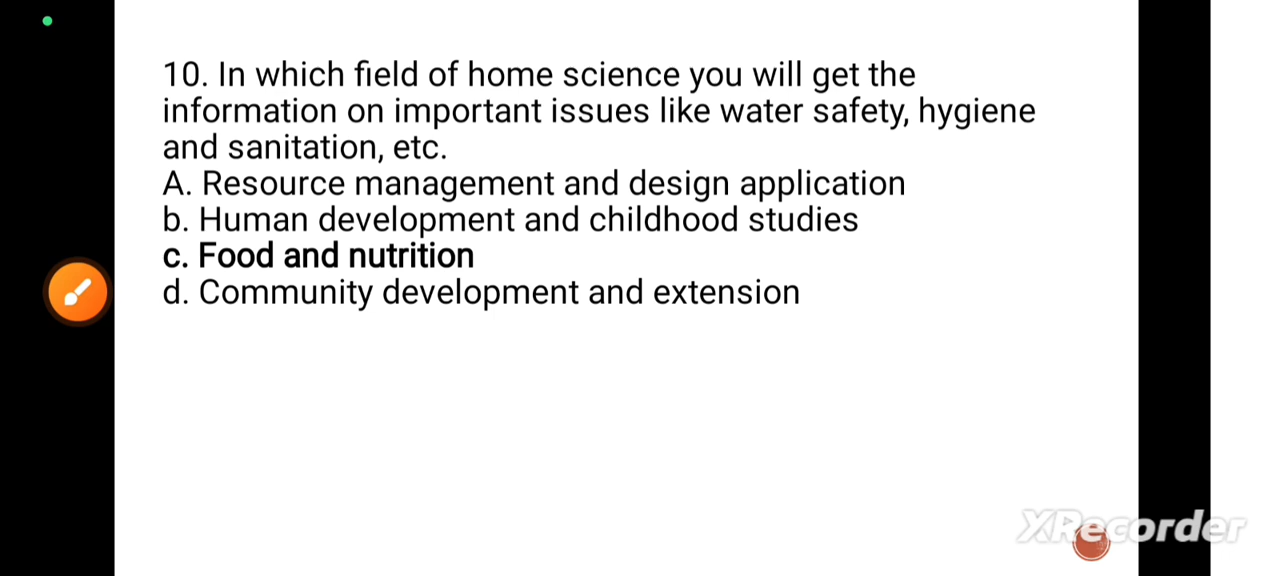 10. In which field of home science you will get the
information on important issues like water safety, hygiene
and sanitation, etc.
A. Resource management and design application
b. Human development and childhood studies
c. Food and nutrition
d. Community development and extension
XRecorder